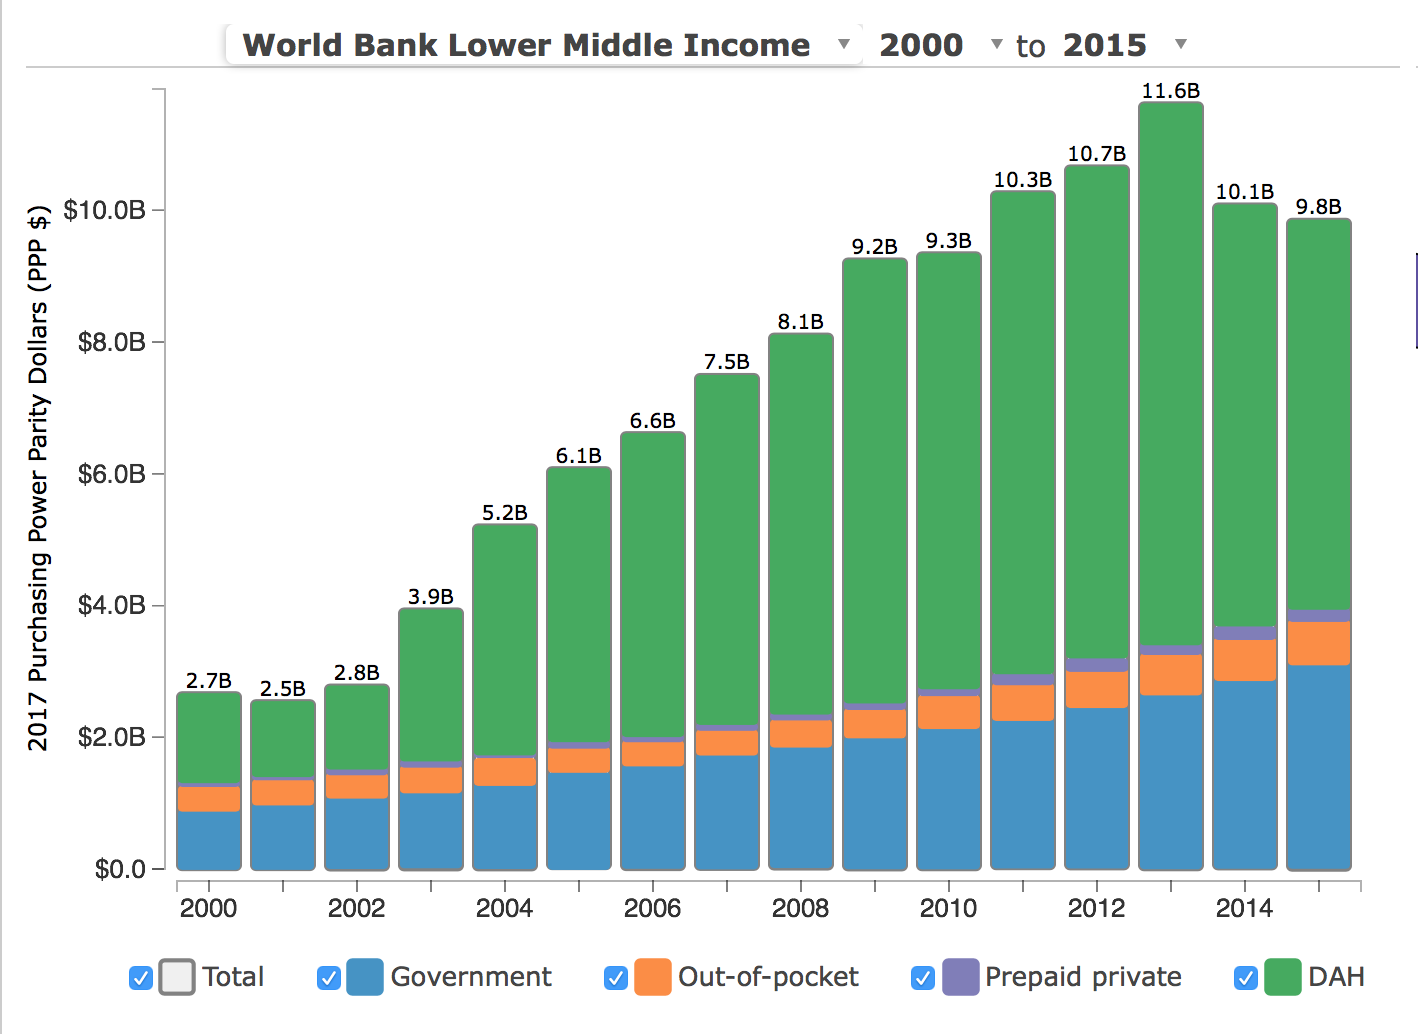 World Bank Lower Middle Income 2000 to 2015
2017 Purchasing Power Parity Dollars (PPP $)
$10.0B
$8.0B
$6.0B
$4.0B
$2.0B
$0.0
2.7B
2.5B
2.8B
3.9B
5.2B
6.1B
6.6B
7.5B
8.1B
9.2B
9.3B
10.3B
10.7B
11.6B
10.1B
9.8B
2000 2002 2004 2006 2008 2010 2012 2014
Total Government Out-of-pocket Prepaid private DAH